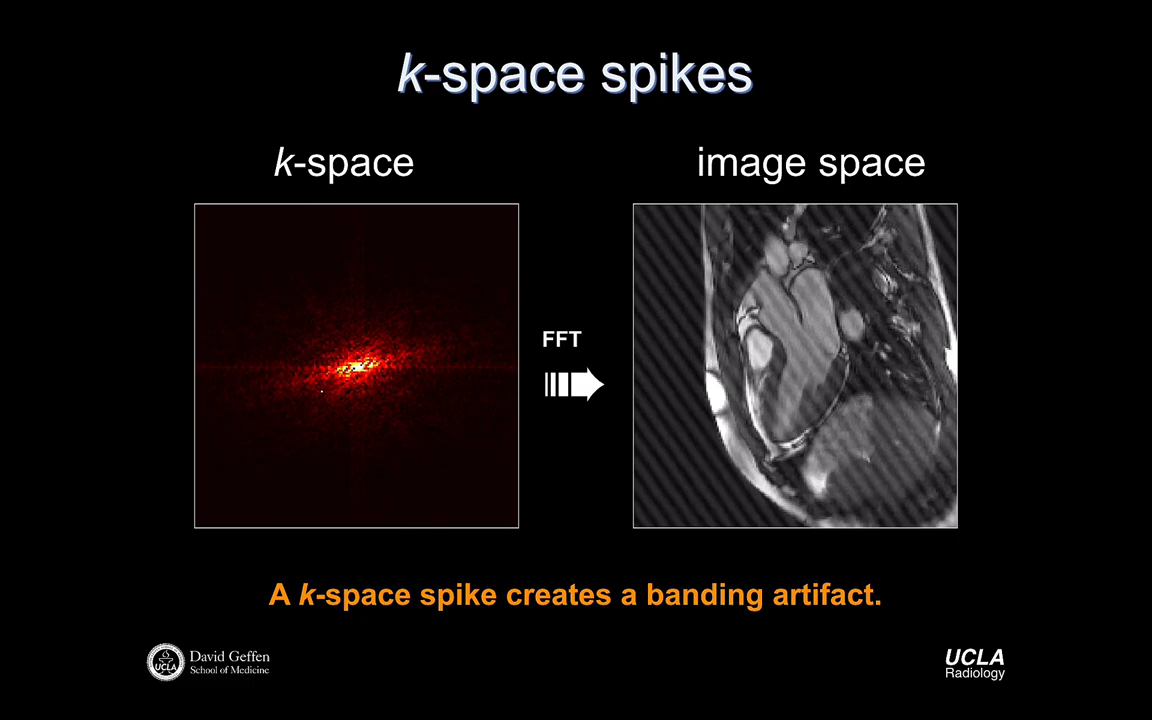 k-space spikes
k-space
image space
FFT
A k-space spike creates a banding artifact.
UCLA
David Geffen
School of Medicine
UCLA
Radiology